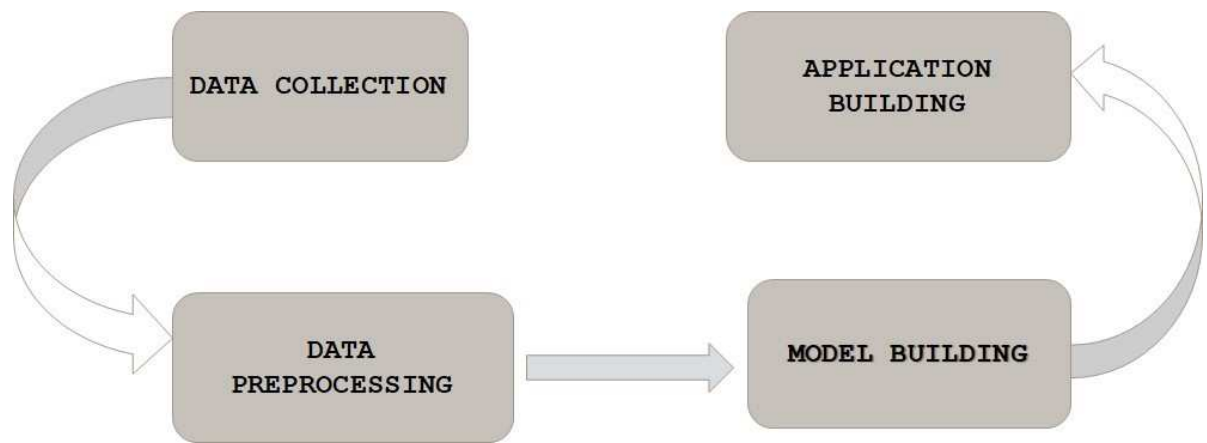 DATA COLLECTION
APPLICATION
BUILDING
DATA
PREPROCESSING
MODEL BUILDING